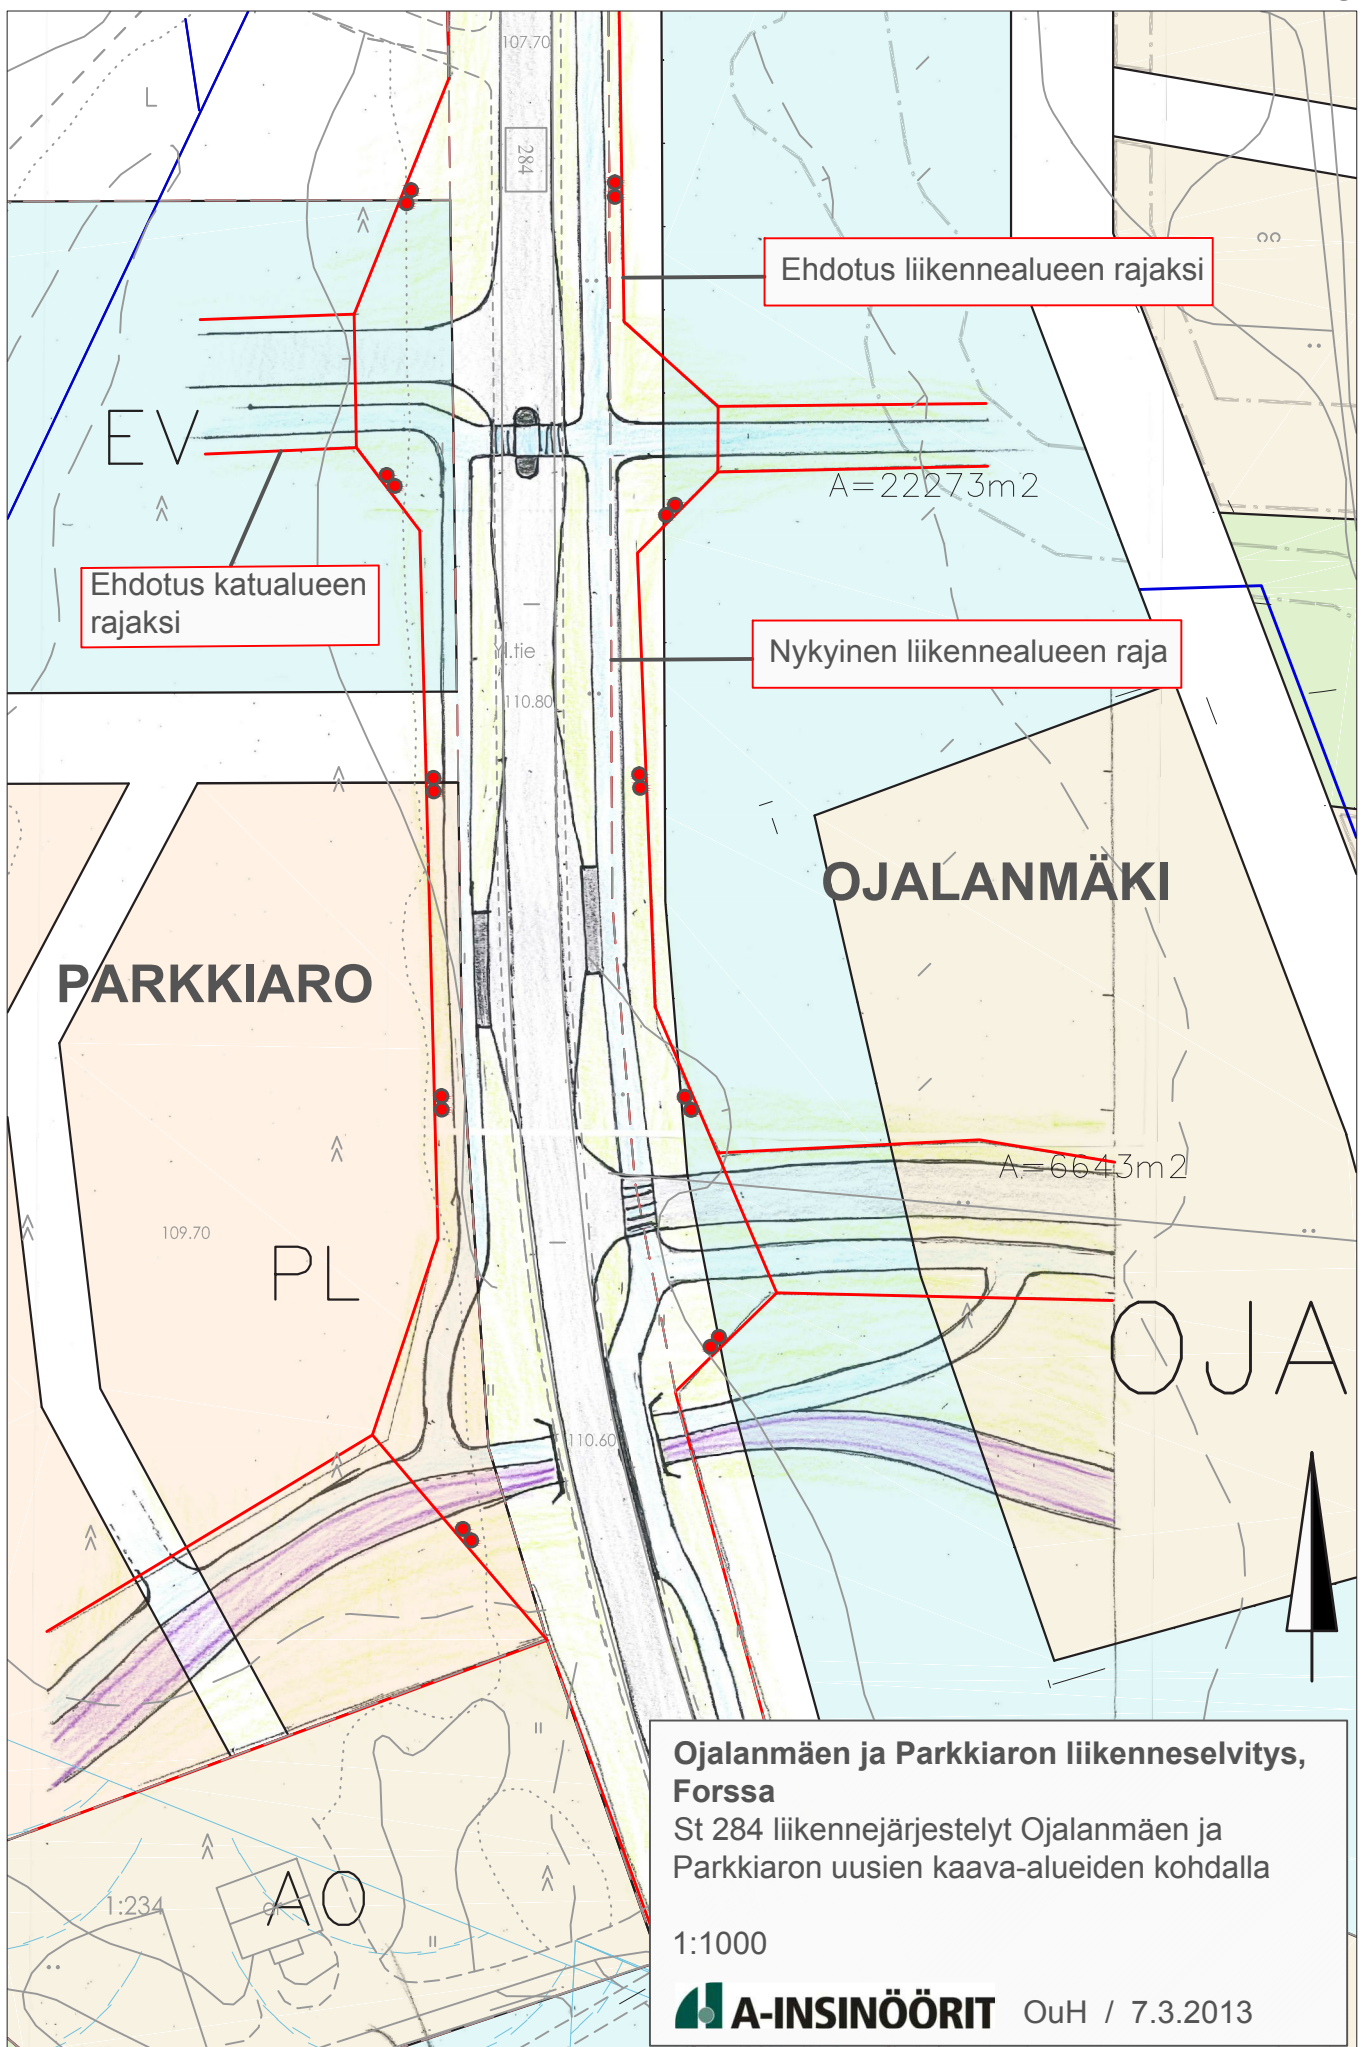 107.70
L
284
Ehdotus liikennealueen rajaksi
EV
A=22273m2
Ehdotus katualueen
rajaksi
Yl.tie
Nykyinen liikennealueen raja
110.80
OJALANMÄKI
PARKKIARO
A=6643m2
109.70
PL
OJA
110.60
Ojalanmäen ja Parkkiaron liikenneselvitys,
Forssa
St 284 liikennejärjestelyt Ojalanmäen ja
Parkkiaron uusien kaava-alueiden kohdalla
1:234
AO
1:1000
A-INSINÖÖRIT OuH / 7.3.2013